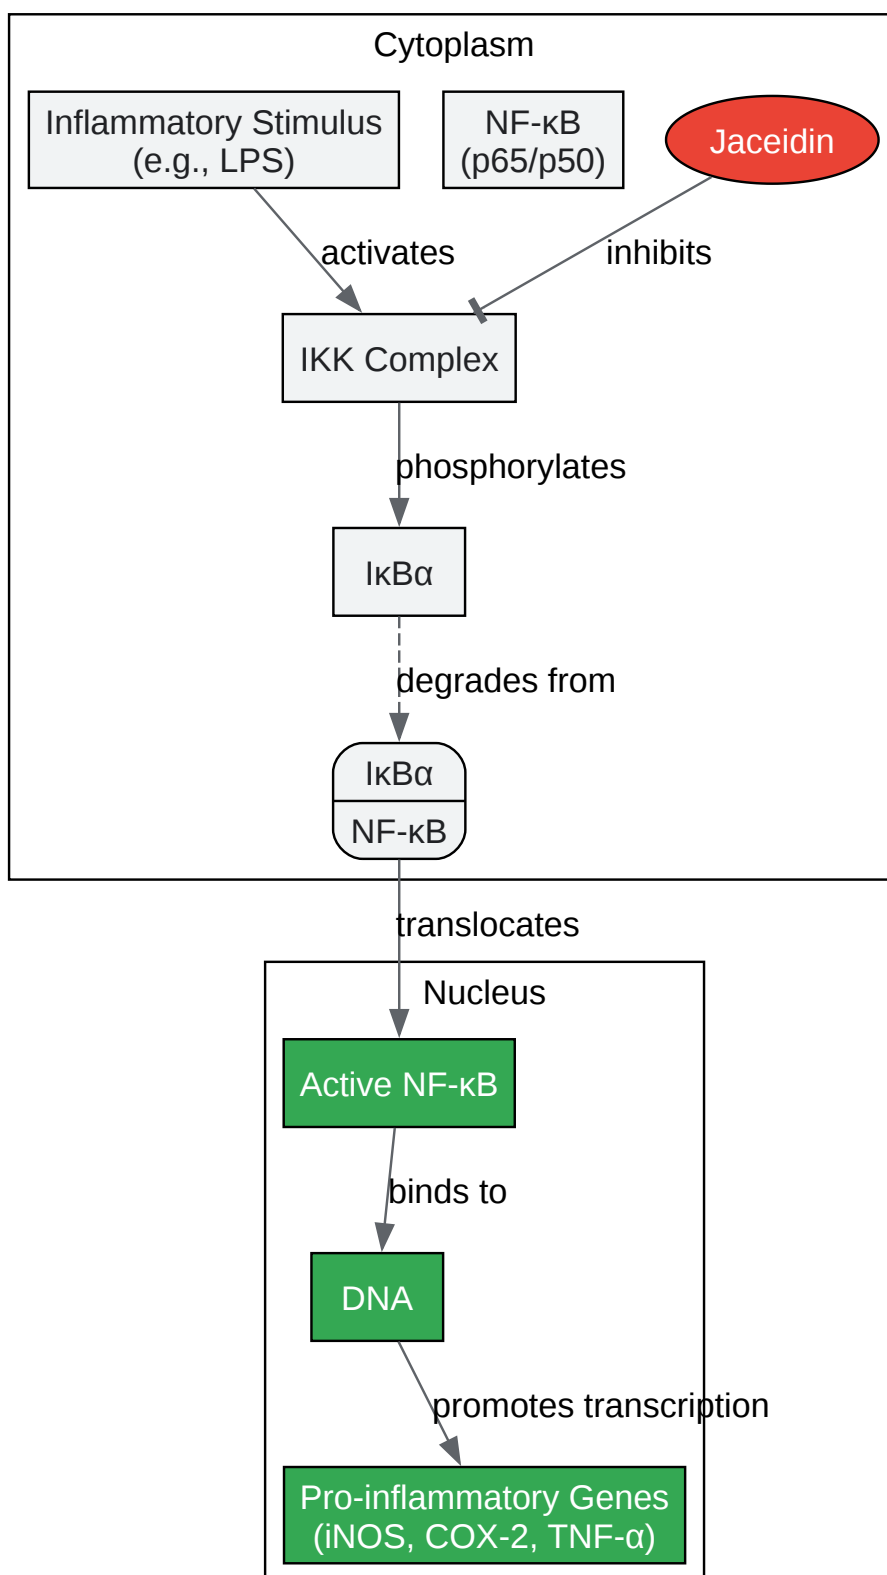 Cytoplasm
Inflammatory Stimulus
(e.g., LPS)
NF-κB
(p65/p50)
Jaceidin
activates
inhibits
IKK Complex
phosphorylates
IκBα
degrades from
IκBα
NF-κB
translocates
Nucleus
Active NF-κB
binds to
DNA
promotes transcription
Pro-inflammatory Genes
(iNOS, COX-2, TNF-α)